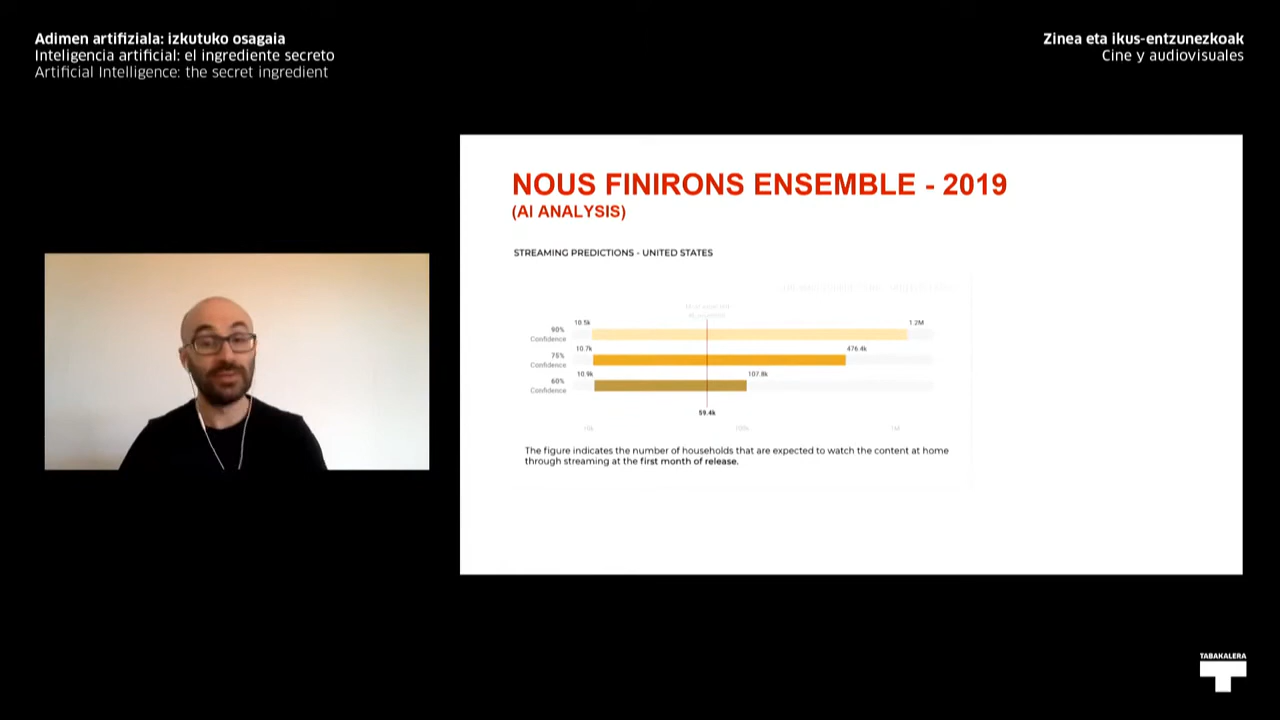 Adimen artifiziala: izkutuko osagaia
Inteligencia artificial: el ingrediente secreto
Artificial Intelligence: the secret ingredient
Zinea eta ikus-entzunezkoak
Cine y audiovisuales
NOUS FINIRONS ENSEMBLE - 2019
(AI ANALYSIS)
STREAMING PREDICTIONS - UNITED STATES
90%
Confidence
10.5k
1.2M
75%
Confidence
10.7k
476.4k
60%
Confidence
10.9k
107.8k
59.4k
The figure indicates the number of households that are expected to watch the content at home
through streaming at the first month of release.
TABAKALERA